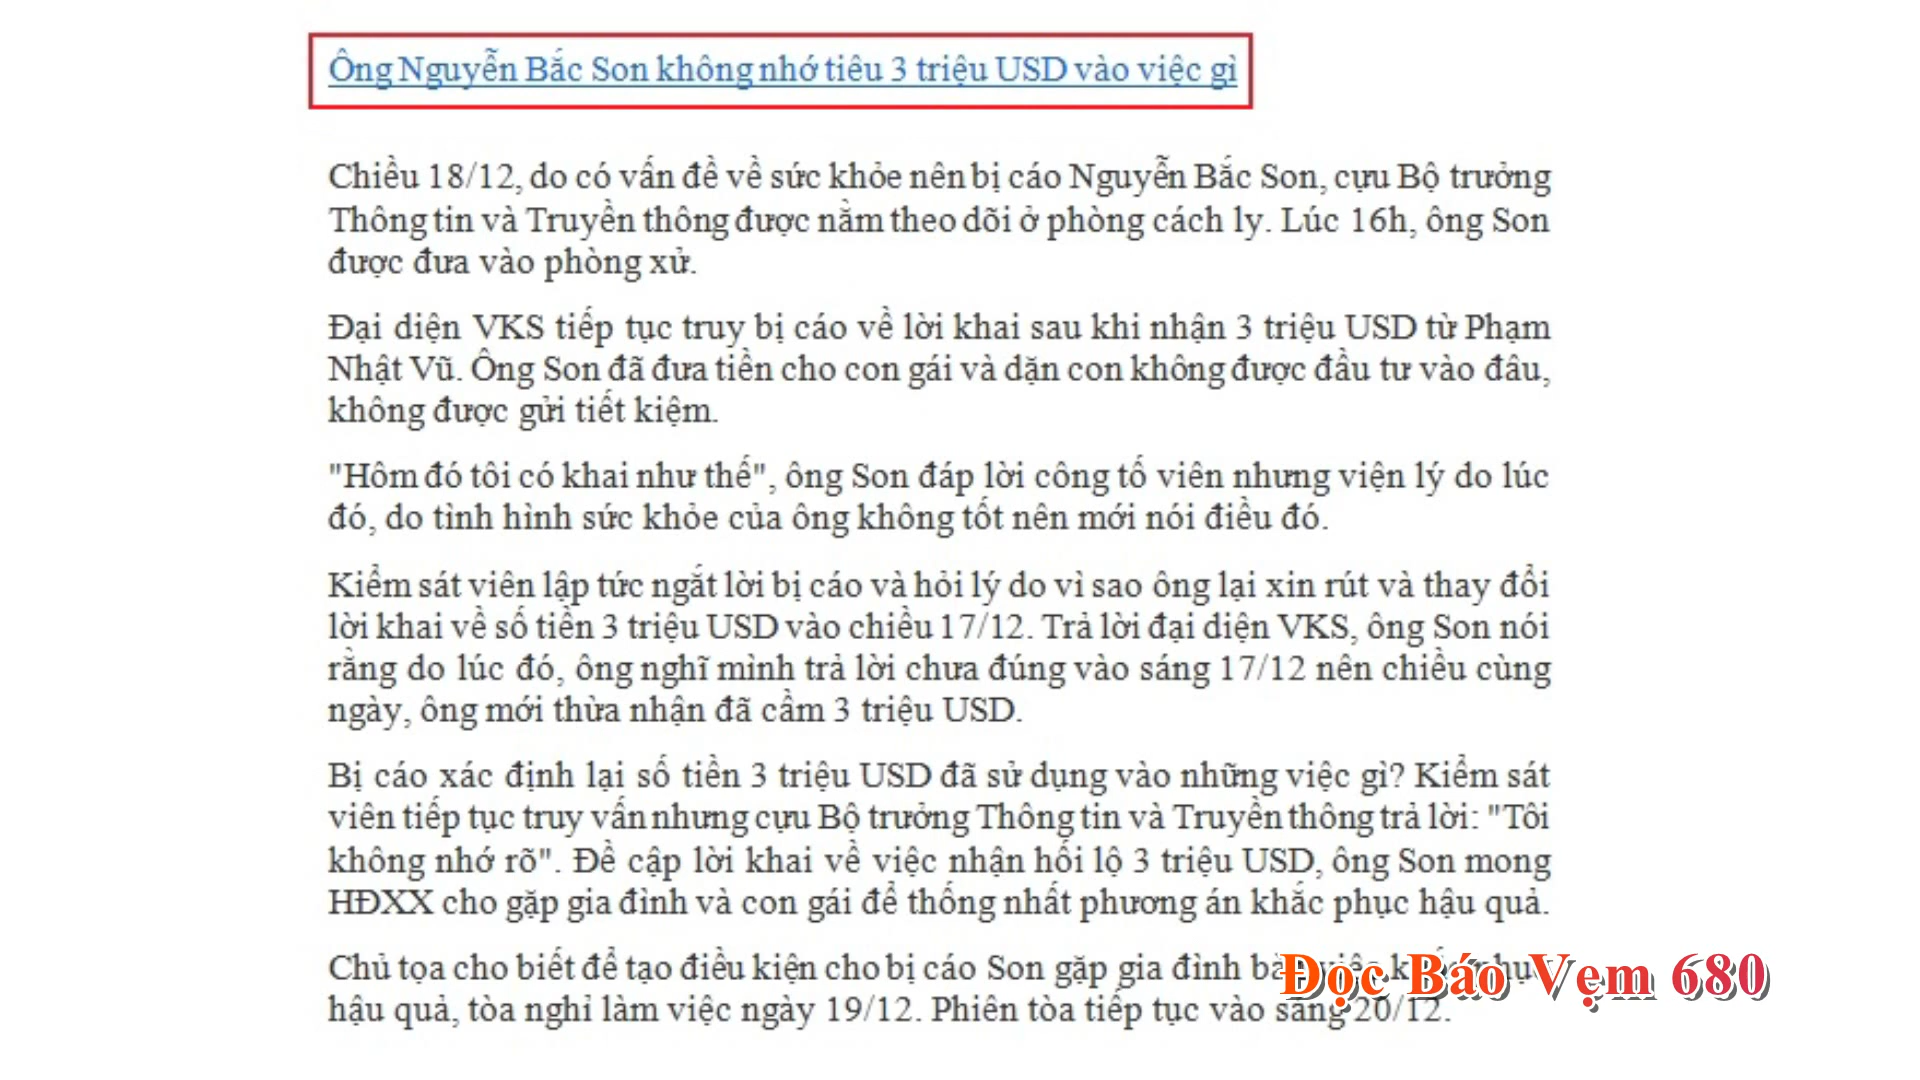 Ông Nguyễn Bắc Son không nhớ tiêu 3 triệu USD vào việc gì
Chiều 18/12, do có vấn đề về sức khỏe nên bị cáo Nguyễn Bắc Son, cựu Bộ trưởng
Thông tin và Truyền thông được nằm theo dõi ở phòng cách ly. Lúc 16h, ông Son
được đưa vào phòng xử.
Đại diện VKS tiếp tục truy bị cáo về lời khai sau khi nhận 3 triệu USD từ Phạm
Nhật Vũ. Ông Son đã đưa tiền cho con gái và dặn con không được đầu tư vào đâu,
không được gửi tiết kiệm.
"Hôm đó tôi có khai như thế", ông Son đáp lời công tố viên nhưng viện lý do lúc
đó, do tình hình sức khỏe của ông không tốt nên mới nói điều đó.
Kiểm sát viên lập tức ngắt lời bị cáo và hỏi lý do vì sao ông lại xin rút và thay đổi
lời khai về số tiền 3 triệu USD vào chiều 17/12. Trả lời đại diện VKS, ông Son nói
rằng do lúc đó, ông nghĩ mình trả lời chưa đúng vào sáng 17/12 nên chiều cùng
ngày, ông mới thừa nhận đã cầm 3 triệu USD.
Bị cáo xác định lại số tiền 3 triệu USD đã sử dụng vào những việc gì? Kiểm sát
viên tiếp tục truy vấn nhưng cựu Bộ trưởng Thông tin và Truyền thông trả lời: "Tôi
không nhớ rõ". Đề cập lời khai về việc nhận hối lộ 3 triệu USD, ông Son mong
HĐXX cho gặp gia đình và con gái để thống nhất phương án khắc phục hậu quả.
Chủ tọa cho biết để tạo điều kiện cho bị cáo Son gặp gia đình
hậu quả, tòa nghỉ làm việc ngày 19/12. Phiên tòa tiếp tục vào sáng 20/12.
Đọc Báo Vẹm 680